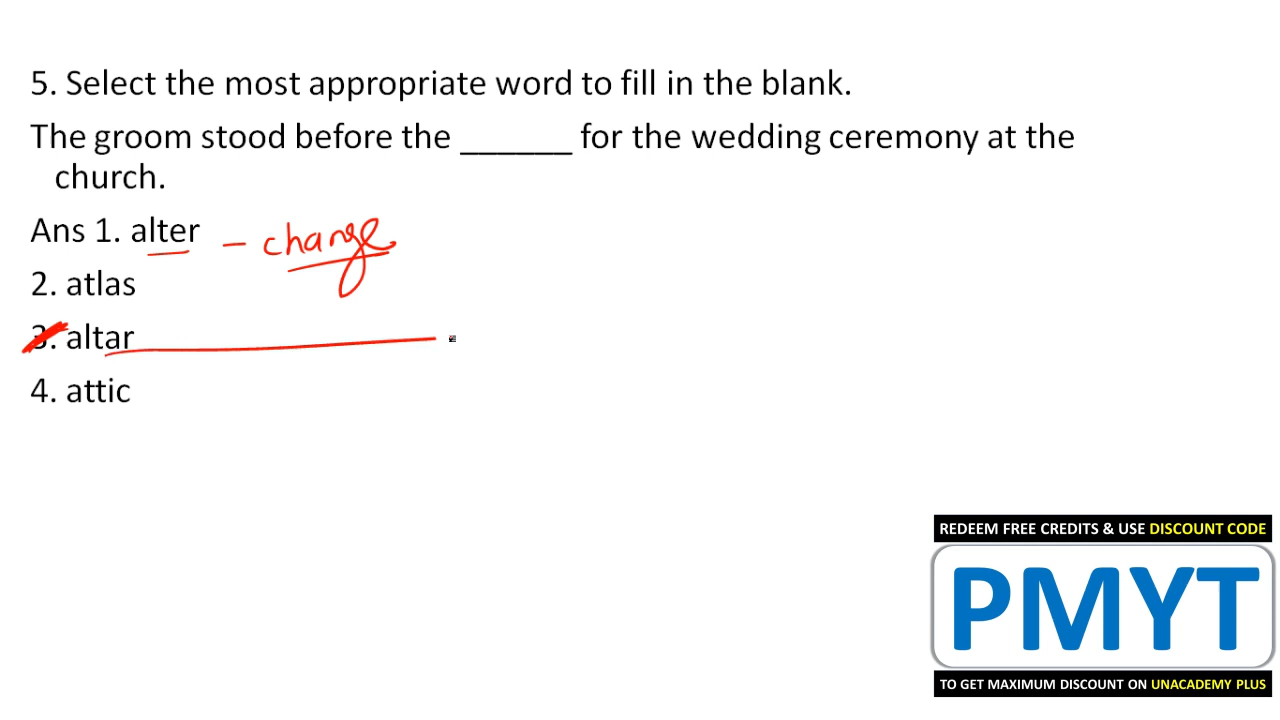 5. Select the most appropriate word to fill in the blank.
The groom stood before the ______ for the wedding ceremony at the
church.
Ans 1. alter – change
2. atlas
3. altar
4. attic
REDEEM FREE CREDITS & USE DISCOUNT CODE
PMYT
TO GET MAXIMUM DISCOUNT ON UNACADEMY PLUS